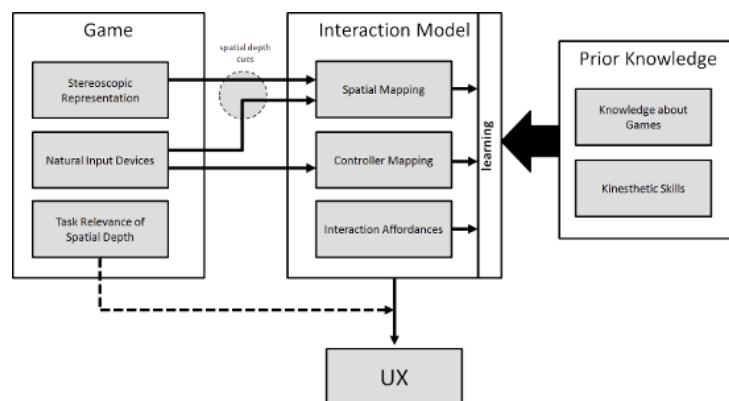 Game
spatial depth
cues
Interaction Model
Prior Knowledge
Stereoscopic
Representation
Spatial Mapping
Knowledge about
Games
Natural Input Devices
Controller Mapping
learning
Kinesthetic Skills
Task Relevance of
Spatial Depth
Interaction Affordances
UX